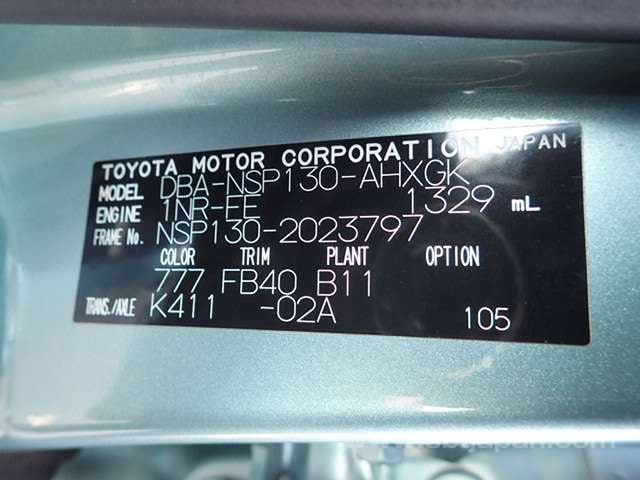 TOYOTA MOTOR CORPORATION JAPAN
MODEL DBA-NSP130-AHXGK
ENGINE 1NR-FE 1329 mL
FRAME No. NSP130-2023797
COLOR TRIM PLANT OPTION
777 FB40 B11
TRANS./AXLE K411 -02A 105